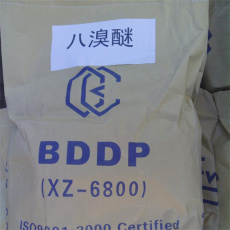 八溴醚
BDDP
(XZ-6800)
ISO9001:2000 Certified